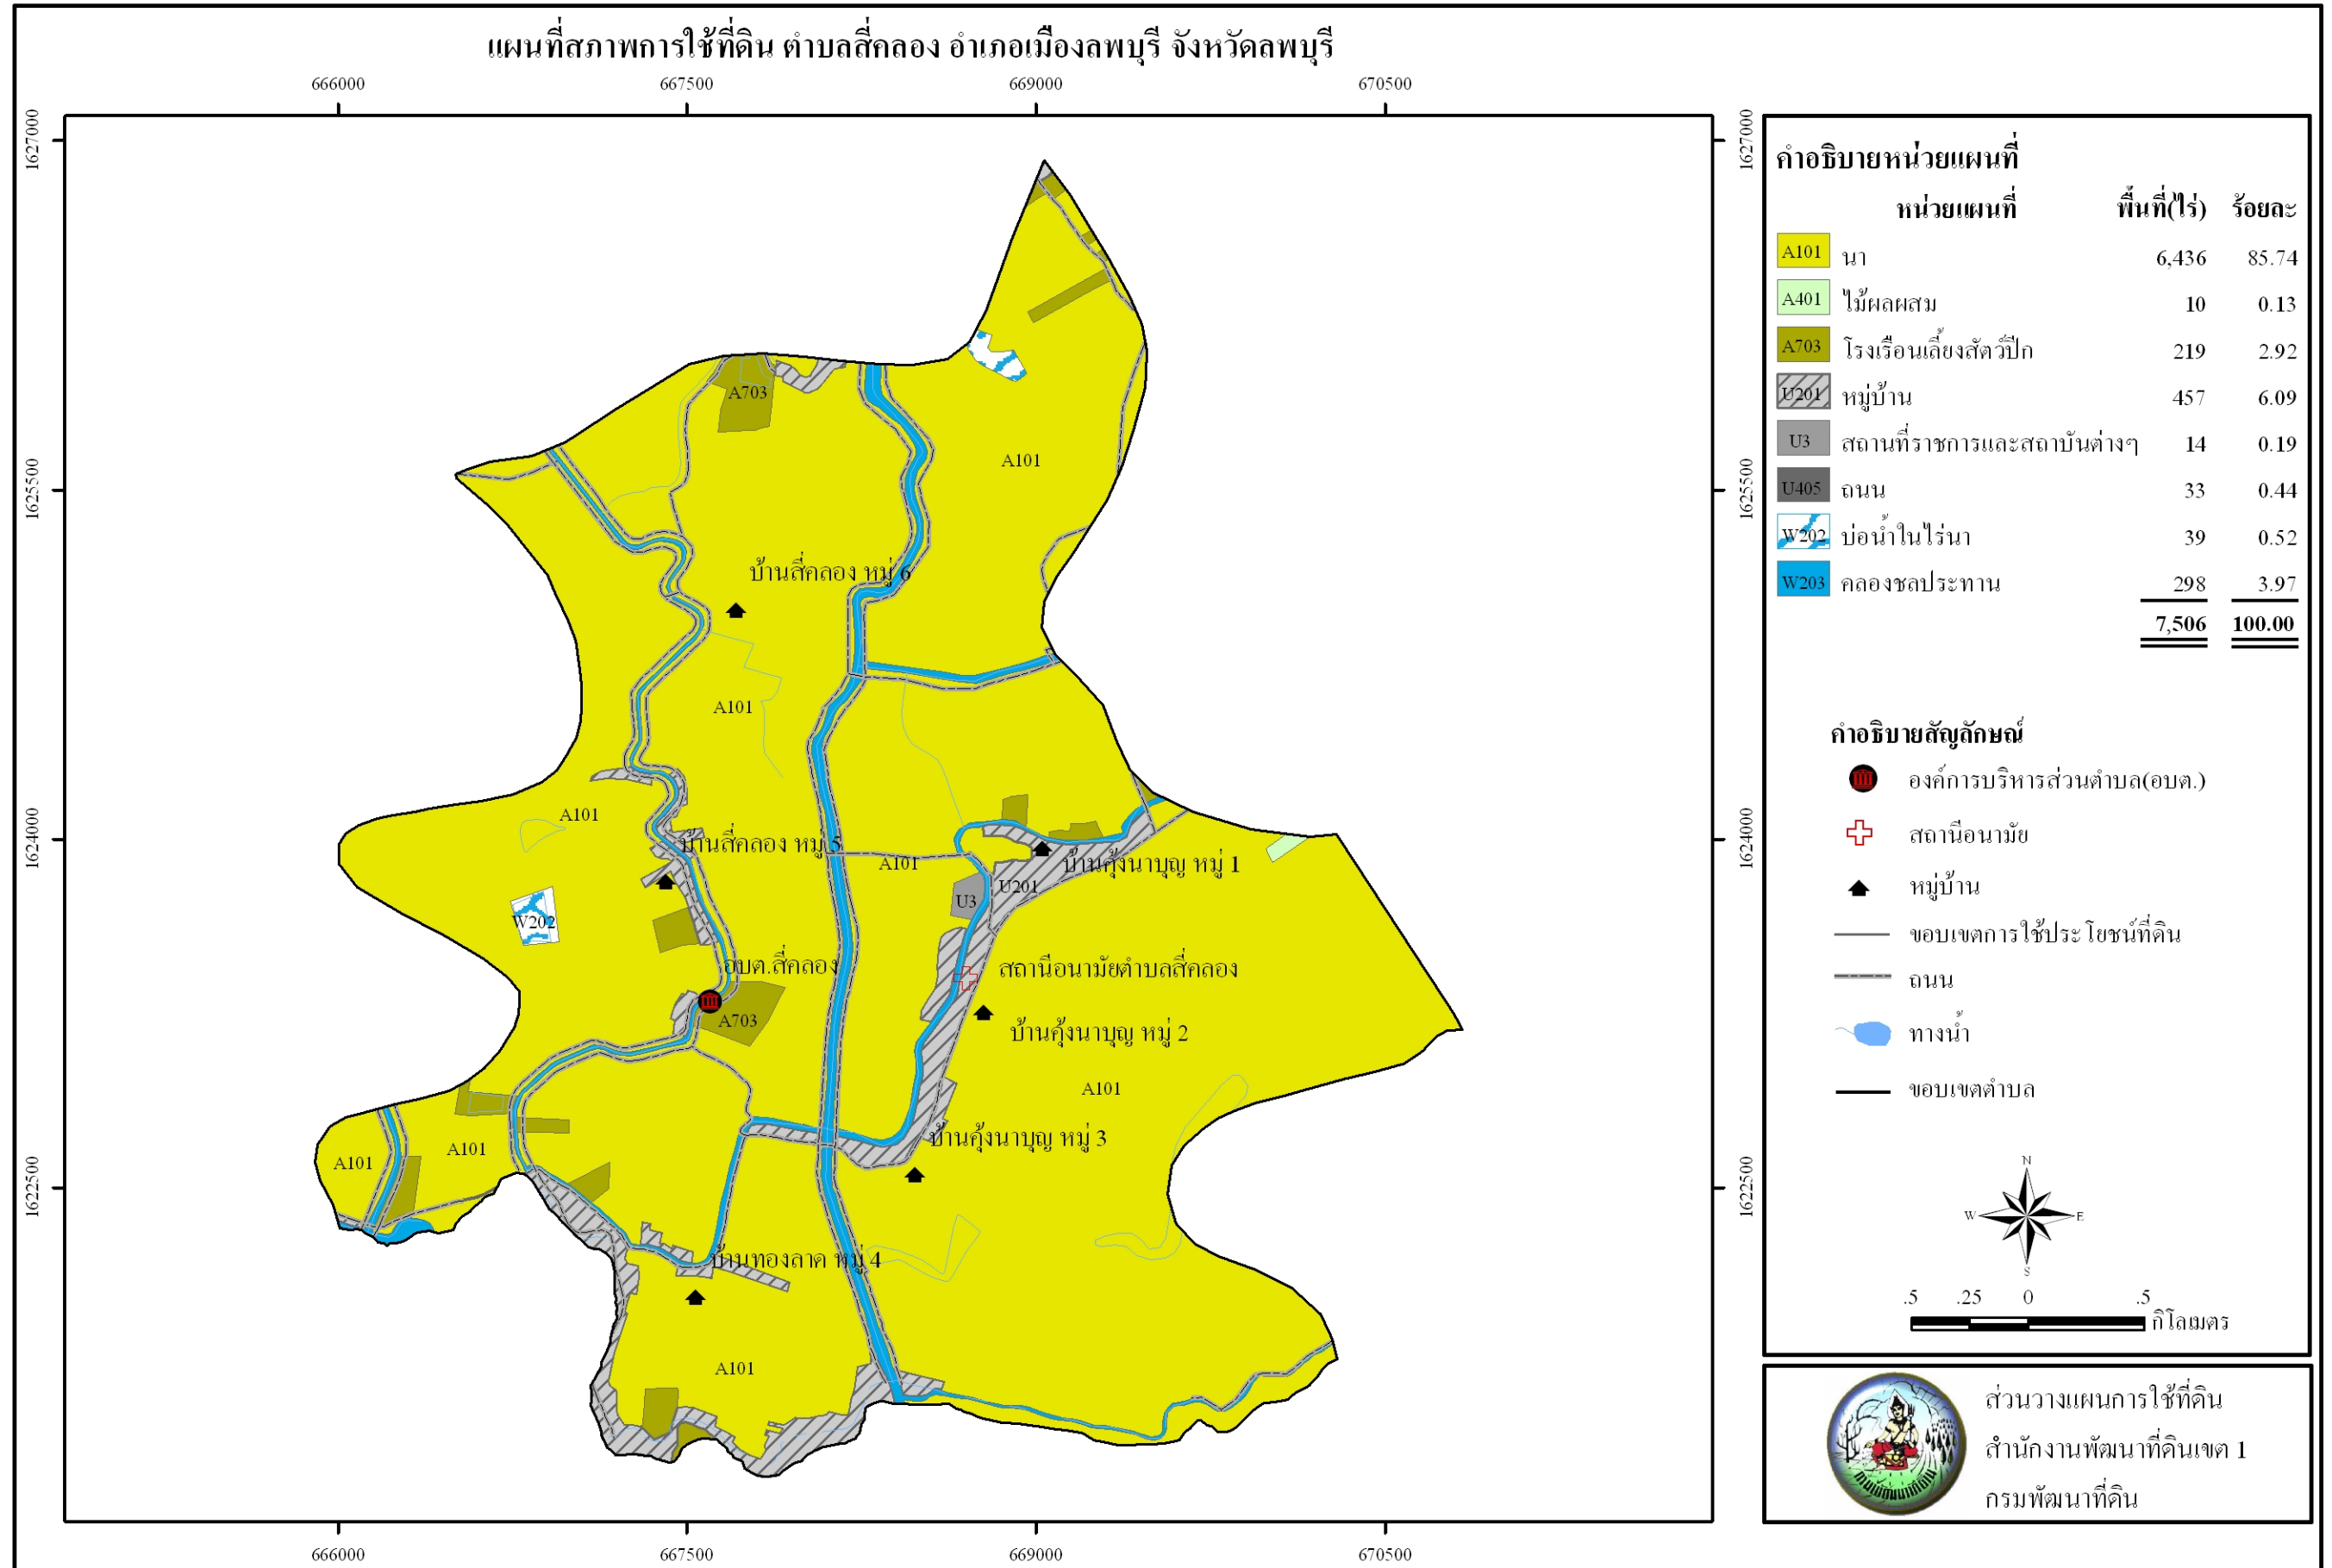 แผนที่สภาพการใช้ที่ดิน ตำบลสี่คลอง อำเภอเมืองลพบุรี จังหวัดลพบุรี
666000 667500 669000 670500
1627000 1627000
1625500 1625500
1624000 1624000
1622500 1622500
A703
A101
บ้านสี่คลอง หมู่ 6
A101
A101
บ้านสี่คลอง หมู่ 5
A101
บ้านคุ้งนาบุญ หมู่ 1
U201
U3
W202
อบต.สี่คลอง
สถานีอนามัยตำบลสี่คลอง
A703
บ้านคุ้งนาบุญ หมู่ 2
A101
บ้านคุ้งนาบุญ หมู่ 3
A101
A101
บ้านทองลาด หมู่ 4
A101
666000 667500 669000 670500
คำอธิบายหน่วยแผนที่
หน่วยแผนที่ พื้นที่(ไร่) ร้อยละ
A101 นา 6,436 85.74
A401 ไม้ผลผสม 10 0.13
A703 โรงเรือนเลี้ยงสัตว์ปีก 219 2.92
U201 หมู่บ้าน 457 6.09
U3 สถานที่ราชการและสถาบันต่างๆ 14 0.19
U405 ถนน 33 0.44
W202 บ่อน้ำในไร่นา 39 0.52
W203 คลองชลประทาน 298 3.97
7,506 100.00
คำอธิบายสัญลักษณ์
องค์การบริหารส่วนตำบล(อบต.)
สถานีอนามัย
หมู่บ้าน
ขอบเขตการใช้ประโยชน์ที่ดิน
ถนน
ทางน้ำ
ขอบเขตตำบล
N
W E
S
.5 .25 0 .5
กิโลเมตร
ส่วนวางแผนการใช้ที่ดิน
สำนักงานพัฒนาที่ดินเขต 1
กรมพัฒนาที่ดิน
กรมพัฒนาที่ดิน